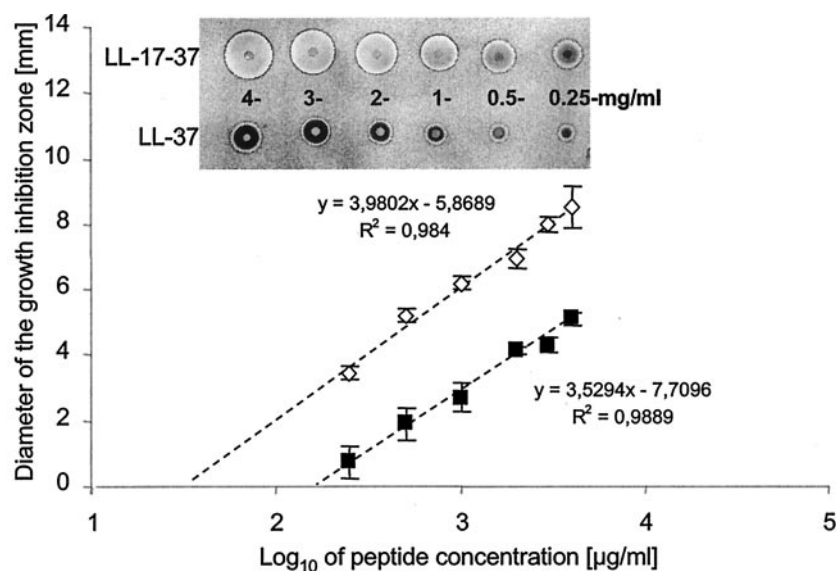 14
12
10
8
6
4
2
0
Diameter of the growth inhibition zone [mm]
LL-17-37
4- 3- 2- 1- 0.5- 0.25-mg/ml
LL-37
y = 3,9802x - 5,8689
R² = 0,984
y = 3,5294x - 7,7096
R² = 0,9889
1 2 3 4 5
Log₁₀ of peptide concentration [µg/ml]